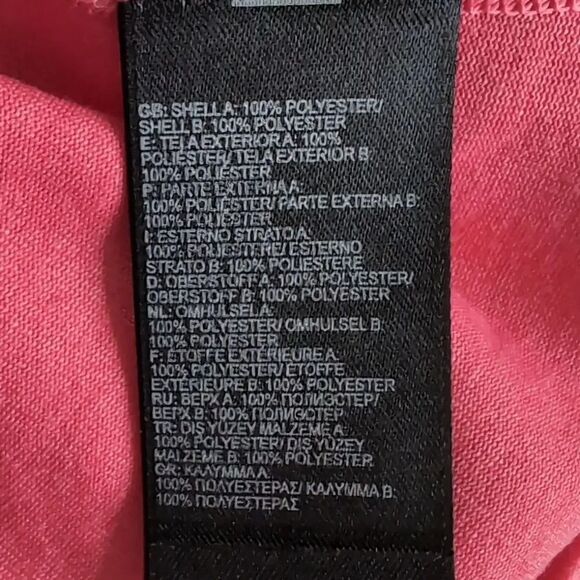 GB: SHELL A: 100% POLYESTER/
SHELL B: 100% POLYESTER
E: TELA EXTERIOR A: 100%
POLIÉSTER/ TELA EXTERIOR B:
100% POLIÉSTER
P: PARTE EXTERNA A:
100% POLIÉSTER/ PARTE EXTERNA B:
100% POLIÉSTER
I: ESTERNO STRATO A:
100% POLIESTERE/ ESTERNO
STRATO B: 100% POLIESTERE
D: OBERSTOFF A: 100% POLYESTER/
OBERSTOFF B: 100% POLYESTER
NL: OMHULSEL A:
100% POLYESTER/ OMHULSEL B:
100% POLYESTER
F: ÉTOFFE EXTÉRIEURE A:
100% POLYESTER/ ÉTOFFE
EXTÉRIEURE B: 100% POLYESTER
RU: ВЕРХ A: 100% ПОЛИЭСТЕР/
ВЕРХ B: 100% ПОЛИЭСТЕР
TR: DIŞ YÜZEY MALZEME A:
100% POLYESTER/ DIŞ YÜZEY
MALZEME B: 100% POLYESTER
GR: ΚΑΛΥΜΜΑ A:
100% ΠΟΛΥΕΣΤΕΡΑΣ/ ΚΑΛΥΜΜΑ B:
100% ΠΟΛΥΕΣΤΕΡΑΣ